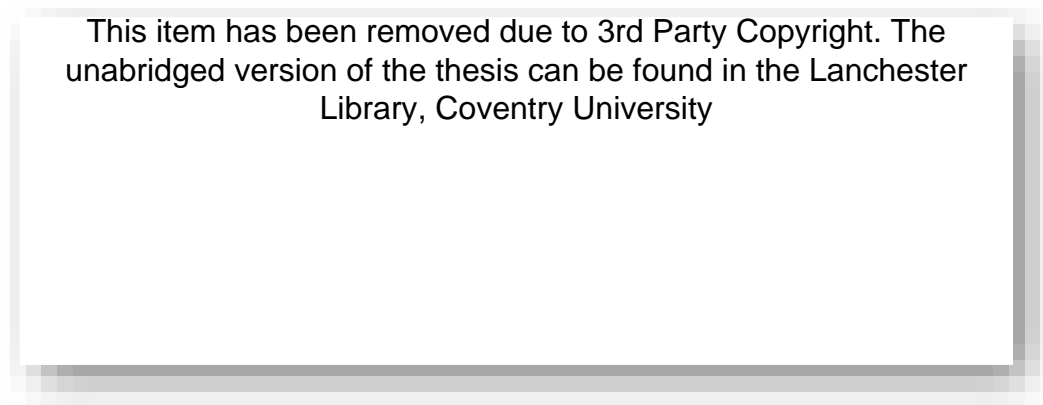 This item has been removed due to 3rd Party Copyright. The
unabridged version of the thesis can be found in the Lanchester
Library, Coventry University